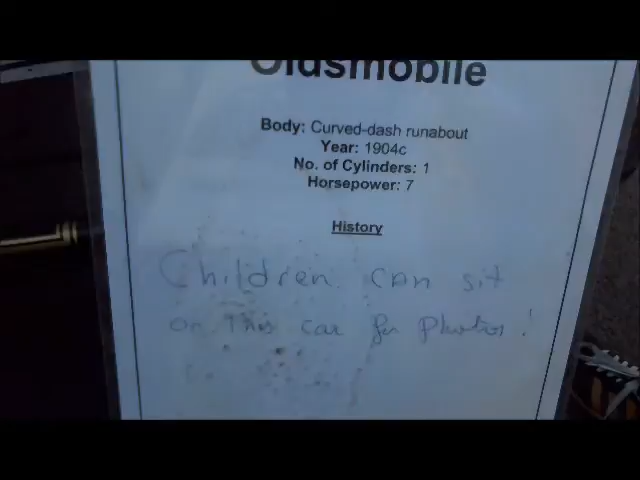 Oldsmobile
Body: Curved-dash runabout
Year: 1904c
No. of Cylinders: 1
Horsepower: 7
History
Children can sit
on This car for photos!